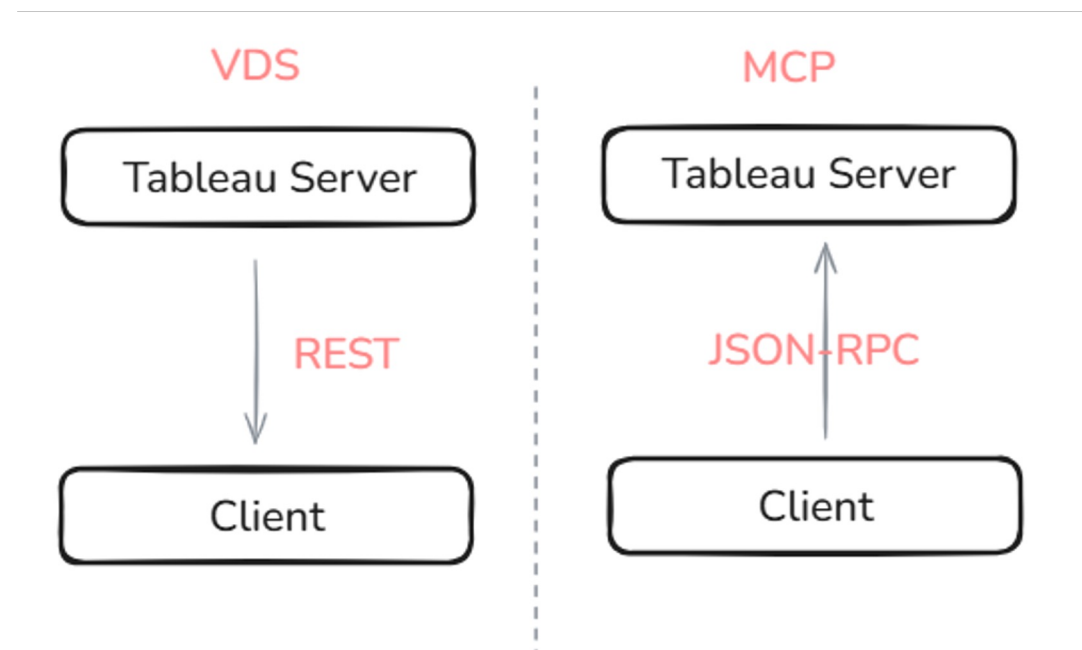 VDS
Tableau Server
REST
Client
MCP
Tableau Server
JSON-RPC
Client